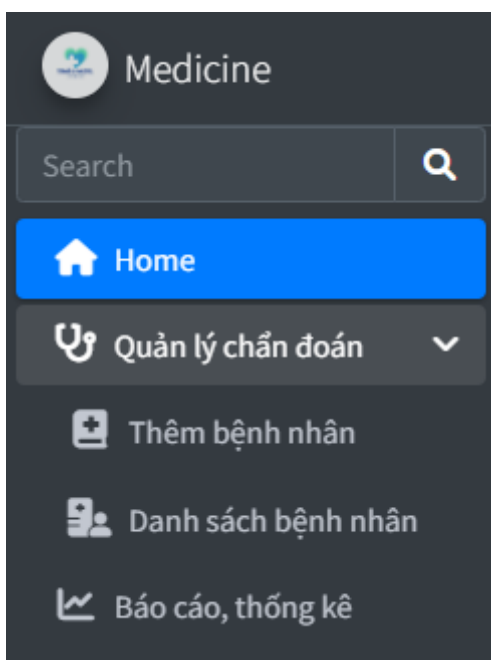 Medicine
Search
Home
Quản lý chẩn đoán
Thêm bệnh nhân
Danh sách bệnh nhân
Báo cáo, thống kê